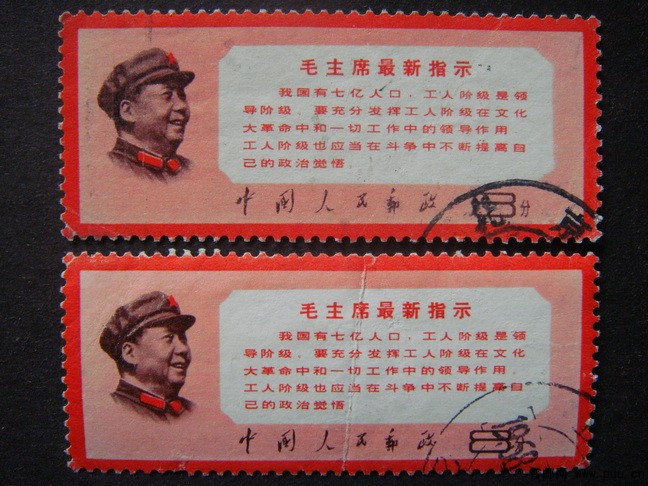 毛主席最新指示
我国有七亿人口，工人阶级是领
导阶级。要充分发挥工人阶级在文化
大革命中和一切工作中的领导作用。
工人阶级也应当在斗争中不断提高自
己的政治觉悟。
中国人民邮政
分
毛主席最新指示
我国有七亿人口，工人阶级是领
导阶级。要充分发挥工人阶级在文化
大革命中和一切工作中的领导作用。
工人阶级也应当在斗争中不断提高自
己的政治觉悟。
中国人民邮政
分